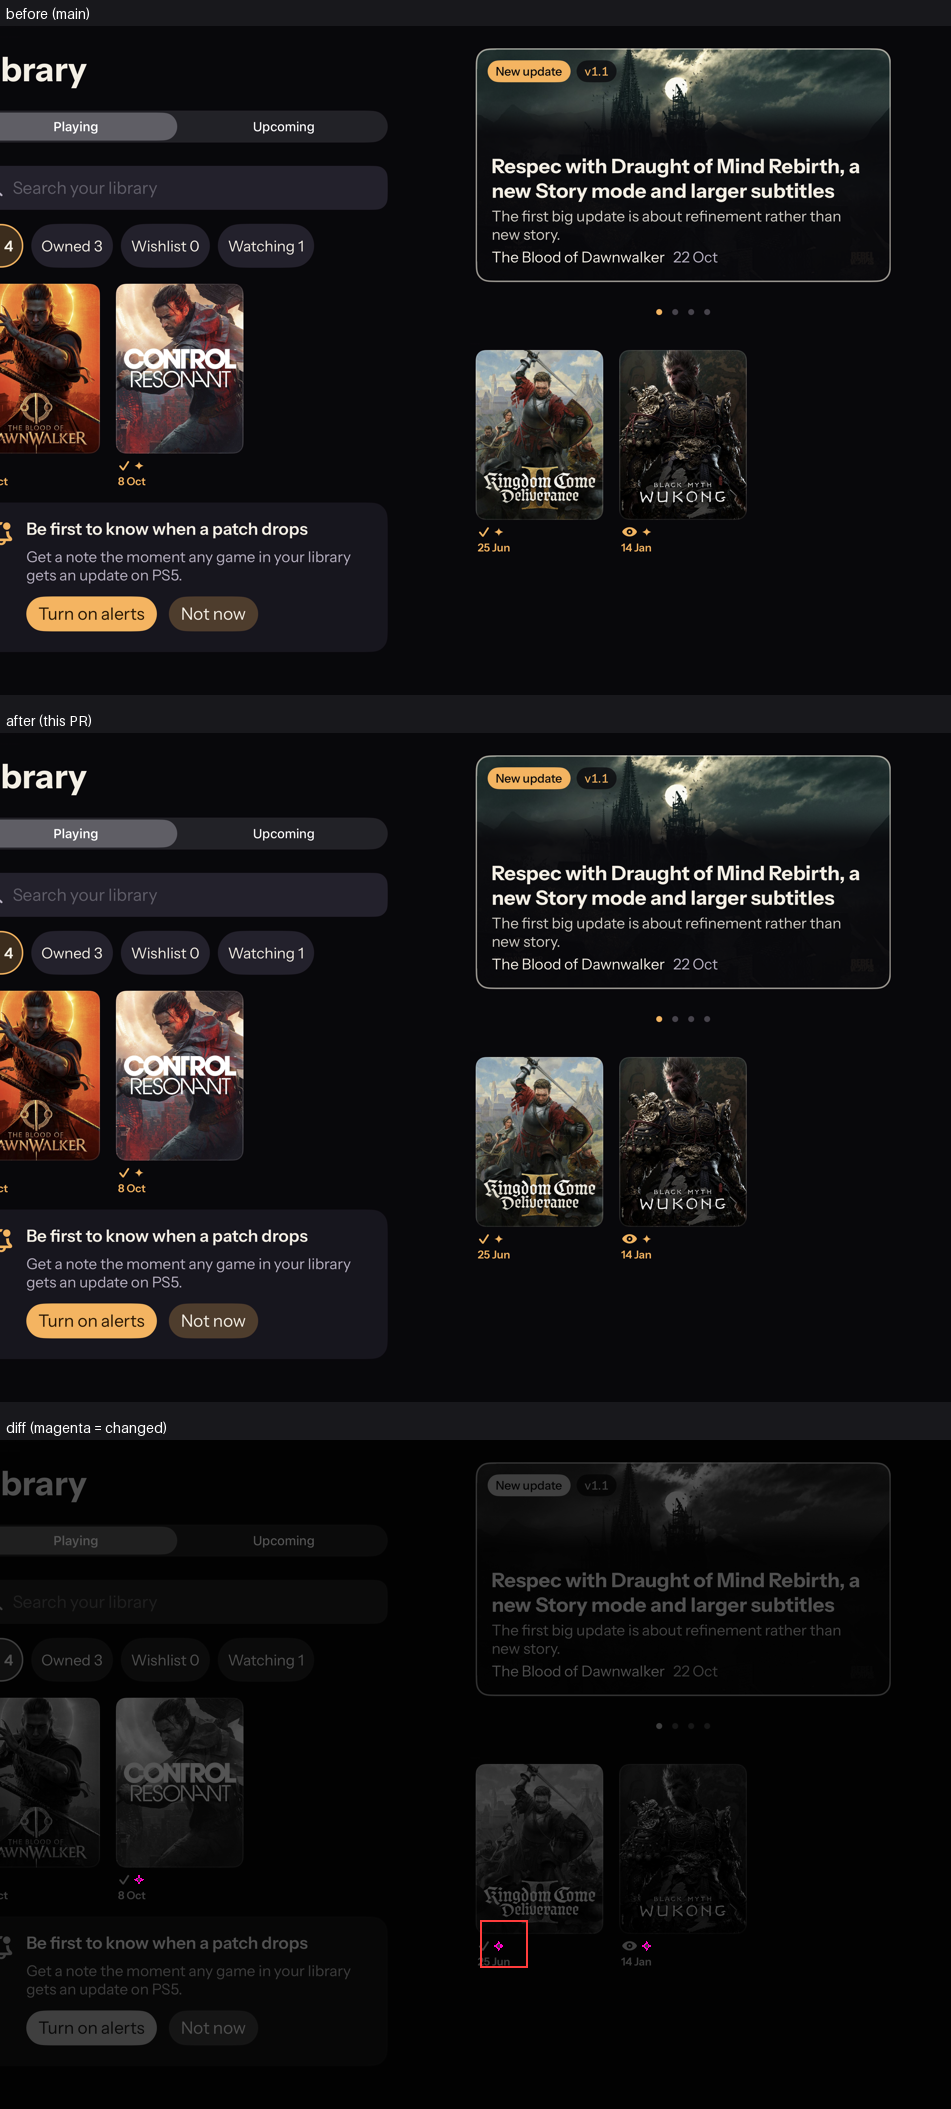 before (main)
brary
Playing
Upcoming
Search your library
4
Owned 3
Wishlist 0
Watching 1
THE BLOOD OF
AWNWALKER
CONTROL
RESONANT
ct
8 Oct
Be first to know when a patch drops
Get a note the moment any game in your library
gets an update on PS5.
Turn on alerts
Not now
New update
v1.1
Respec with Draught of Mind Rebirth, a
new Story mode and larger subtitles
The first big update is about refinement rather than
new story.
The Blood of Dawnwalker 22 Oct
Kingdom Come
II
Deliverance
BLACK MYTH
WUKONG
25 Jun
14 Jan
after (this PR)
brary
Playing
Upcoming
Search your library
4
Owned 3
Wishlist 0
Watching 1
THE BLOOD OF
AWNWALKER
CONTROL
RESONANT
ct
8 Oct
Be first to know when a patch drops
Get a note the moment any game in your library
gets an update on PS5.
Turn on alerts
Not now
New update
v1.1
Respec with Draught of Mind Rebirth, a
new Story mode and larger subtitles
The first big update is about refinement rather than
new story.
The Blood of Dawnwalker 22 Oct
Kingdom Come
II
Deliverance
BLACK MYTH
WUKONG
25 Jun
14 Jan
diff (magenta = changed)
brary
Playing
Upcoming
Search your library
4
Owned 3
Wishlist 0
Watching 1
THE BLOOD OF
AWNWALKER
CONTROL
RESONANT
ct
8 Oct
Be first to know when a patch drops
Get a note the moment any game in your library
gets an update on PS5.
Turn on alerts
Not now
New update
v1.1
Respec with Draught of Mind Rebirth, a
new Story mode and larger subtitles
The first big update is about refinement rather than
new story.
The Blood of Dawnwalker 22 Oct
Kingdom Come
II
Deliverance
BLACK MYTH
WUKONG
25 Jun
14 Jan